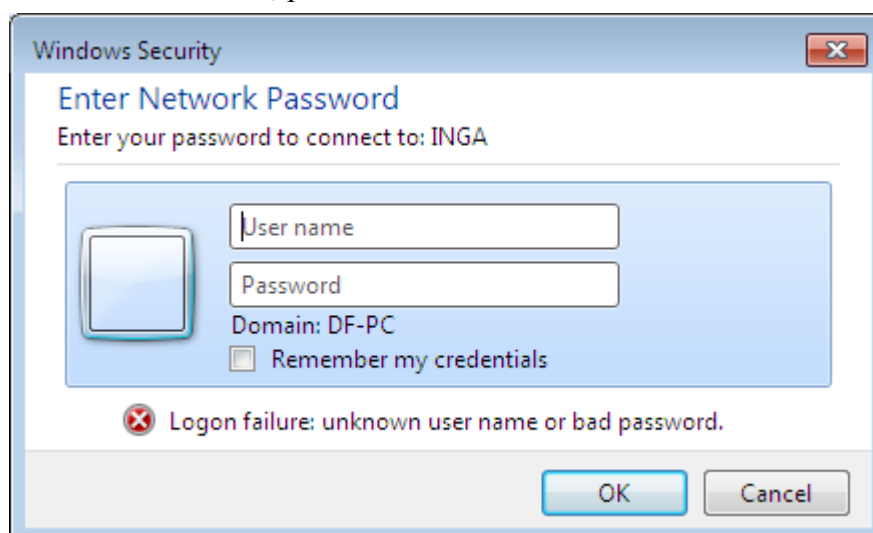 Windows Security
Enter Network Password
Enter your password to connect to: INGA
User name
Password
Domain: DF-PC
Remember my credentials
Logon failure: unknown user name or bad password.
OK Cancel